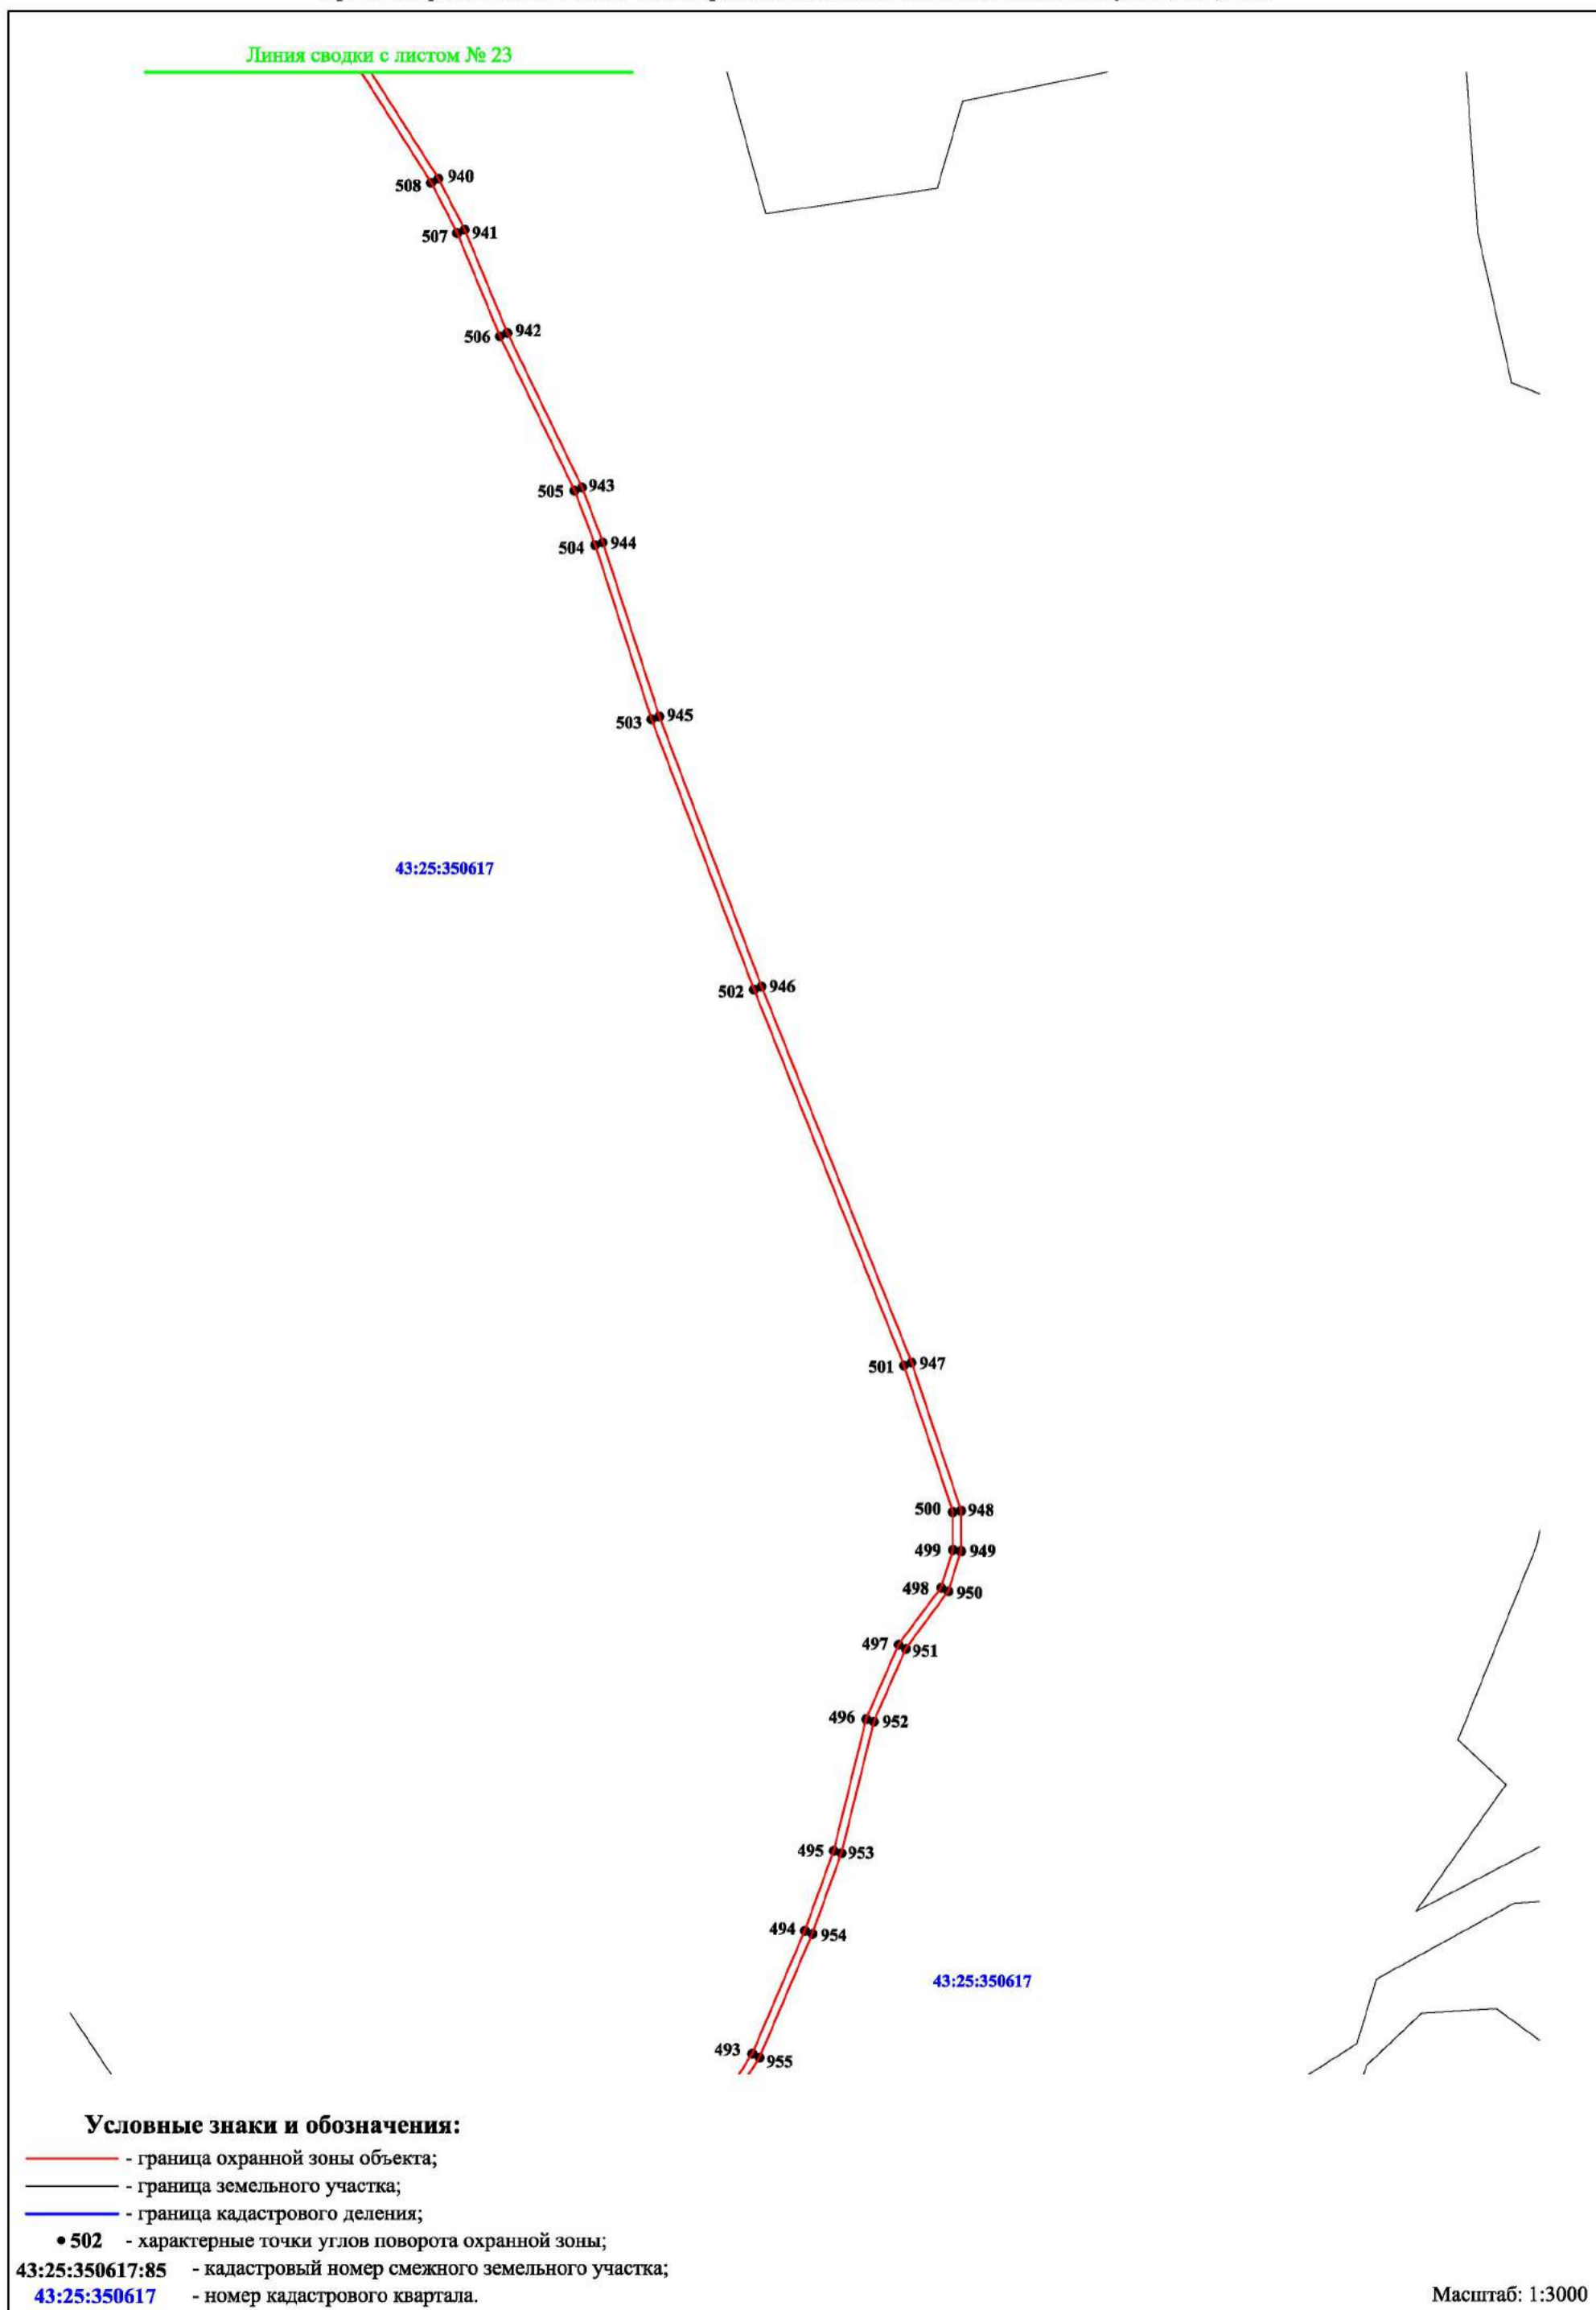 Линия сводки с листом № 23
508 940
507 941
506 942
505 943
504 944
503 945
43:25:350617
502 946
501 947
500 948
499 949
498 950
497 951
496 952
495 953
494 954
43:25:350617
493 955
Условные знаки и обозначения:
- граница охранной зоны объекта;
- граница земельного участка;
- граница кадастрового деления;
502 - характерные точки углов поворота охранной зоны;
43:25:350617:85 - кадастровый номер смежного земельного участка;
43:25:350617 - номер кадастрового квартала.
Масштаб: 1:3000